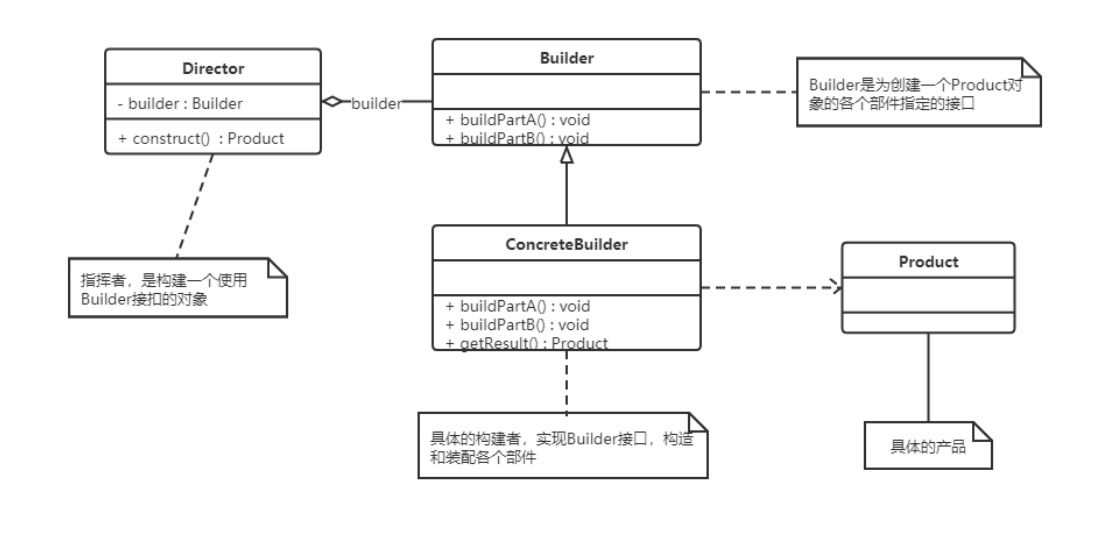 Director
- builder : Builder
+ construct() : Product
builder
Builder
+ buildPartA() : void
+ buildPartB() : void
Builder是为创建一个Product对
象的各个部件指定的接口
指挥者，是构建一个使用
Builder接扣的对象
ConcreteBuilder
+ buildPartA() : void
+ buildPartB() : void
+ getResult() : Product
Product
具体的构建者，实现Builder接口，构造
和装配各个部件
具体的产品